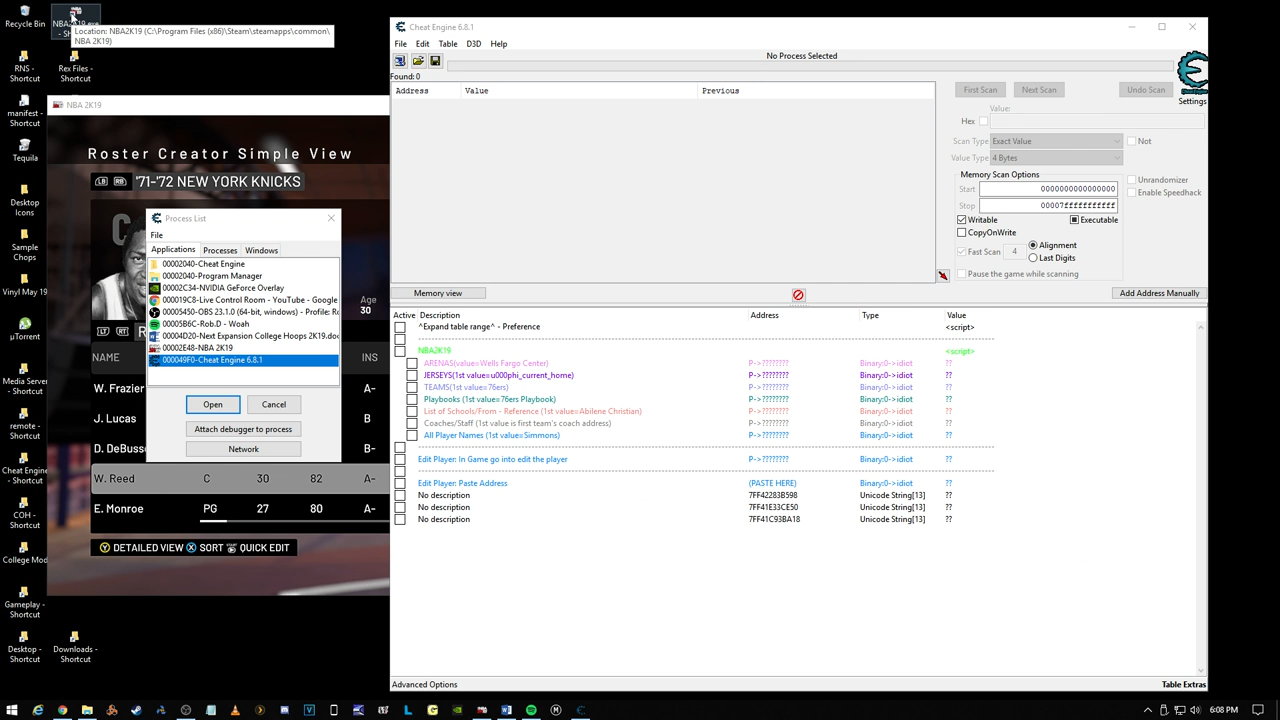 Recycle Bin
NBA2K19.exe
- Shortcut
Location: NBA2K19 (C:\Program Files (x86)\Steam\steamapps\common\
NBA 2K19)
RNS -
Shortcut
Rex Files -
Shortcut
manifest -
Shortcut
Tequila
Desktop
Icons
Sample
Chops
Vinyl May 19
µTorrent
Media Server
- Shortcut
remote -
Shortcut
Cheat Engine
- Shortcut
COH -
Shortcut
College Mod
Gameplay -
Shortcut
Desktop -
Shortcut
Downloads -
Shortcut
NBA 2K19
Roster Creator Simple View
LB RB '71-'72 NEW YORK KNICKS
Age
30
LT RT
NAME
INS
W. Frazier
A-
J. Lucas
B
D. DeBuss
B-
W. Reed C 30 82 A-
E. Monroe PG 27 80 A-
Y DETAILED VIEW X SORT START QUICK EDIT
Process List
File
Applications Processes Windows
00002040-Cheat Engine
00002040-Program Manager
00002C34-NVIDIA GeForce Overlay
000019C8-Live Control Room - YouTube - Google
00005450-OBS 23.1.0 (64-bit, windows) - Profile: R
00005B6C-Rob.D - Woah
00004D20-Next Expansion College Hoops 2K19.doc
00002E48-NBA 2K19
000049F0-Cheat Engine 6.8.1
Open Cancel
Attach debugger to process
Network
Cheat Engine 6.8.1
File Edit Table D3D Help
No Process Selected
Found: 0
Address Value Previous
First Scan Next Scan Undo Scan
Settings
Value:
Hex
Scan Type Exact Value Not
Value Type 4 Bytes
Memory Scan Options
Unrandomizer
Enable Speedhack
Start 0000000000000000
Stop 00007fffffffffff
Writable Executable
CopyOnWrite
Fast Scan 4 Alignment
Last Digits
Pause the game while scanning
Memory view
Add Address Manually
Active Description Address Type Value
^Expand table range^ - Preference <script>
NBA2K19 <script>
ARENAS(value=Wells Fargo Center) P->???????? Binary:0->idiot ??
JERSEYS(1st value=u000phi_current_home) P->???????? Binary:0->idiot ??
TEAMS(1st value=76ers) P->???????? Binary:0->idiot ??
Playbooks (1st value=76ers Playbook) P->???????? Binary:0->idiot ??
List of Schools/From - Reference (1st value=Abilene Christian) P->???????? Binary:0->idiot ??
Coaches/Staff (1st value is first team's coach address) P->???????? Binary:0->idiot ??
All Player Names (1st value=Simmons) P->???????? Binary:0->idiot ??
Edit Player: In Game go into edit the player P->???????? Binary:0->idiot ??
Edit Player: Paste Address (PASTE HERE) Binary:0->idiot ??
No description 7FF42283B598 Unicode String[13] ??
No description 7FF41E33CE50 Unicode String[13] ??
No description 7FF41C93BA18 Unicode String[13] ??
Advanced Options
Table Extras
6:08 PM